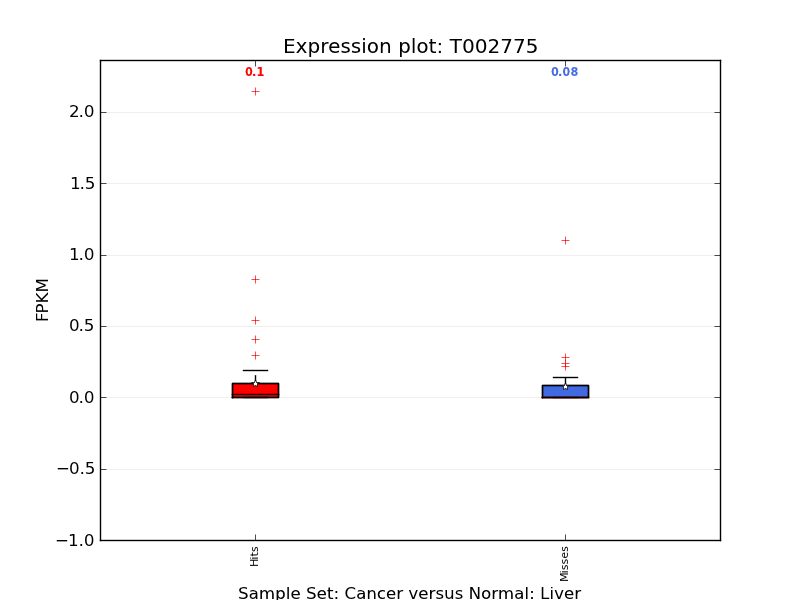 Expression plot: T002775
0.1
0.08
2.0
1.5
1.0
0.5
0.0
−0.5
−1.0
FPKM
Hits
Misses
Sample Set: Cancer versus Normal: Liver